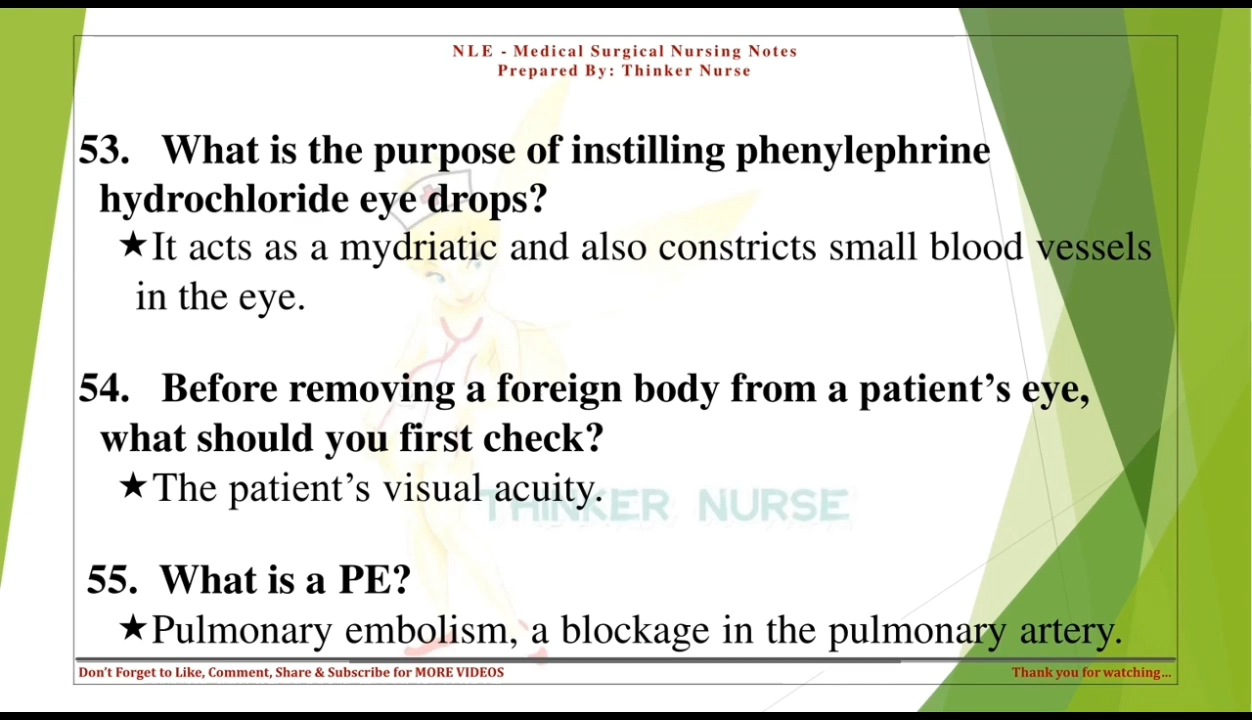 NLE - Medical Surgical Nursing Notes
Prepared By: Thinker Nurse
53. What is the purpose of instilling phenylephrine
hydrochloride eye drops?
★It acts as a mydriatic and also constricts small blood vessels
in the eye.
54. Before removing a foreign body from a patient’s eye,
what should you first check?
★The patient’s visual acuity.
THINKER NURSE
55. What is a PE?
★Pulmonary embolism, a blockage in the pulmonary artery.
Don’t Forget to Like, Comment, Share & Subscribe for MORE VIDEOS
Thank you for watching...